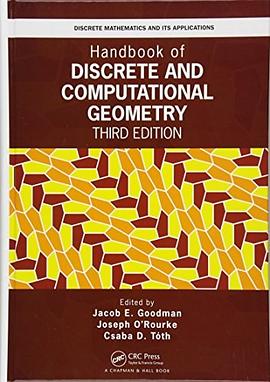 DISCRETE MATHEMATICS AND ITS APPLICATIONS
Handbook of
DISCRETE AND
COMPUTATIONAL
GEOMETRY
THIRD EDITION
Edited by
Jacob E. Goodman
Joseph O'Rourke
Csaba D. Tóth
CRC Press
Taylor & Francis Group
A CHAPMAN & HALL BOOK